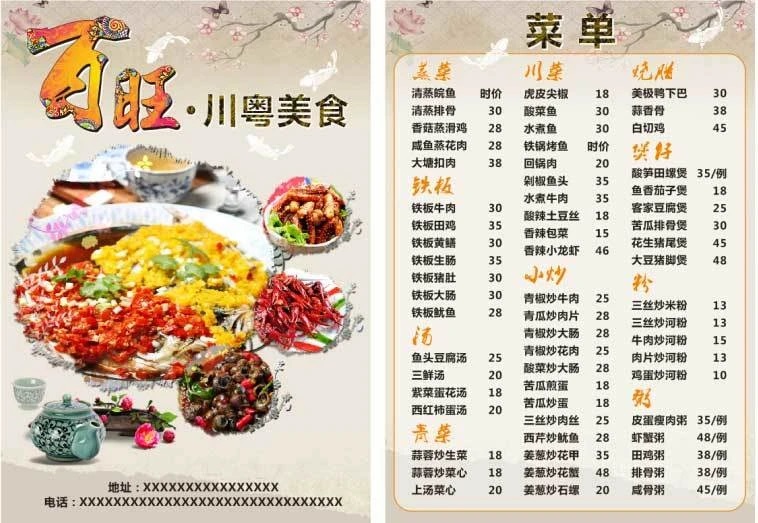 百旺·川粤美食
地址：XXXXXXXXXXXXXXXX
电话：XXXXXXXXXXXXXXXXXXXXXXXXXXXXXXX
菜单
蒸菜
清蒸皖鱼 时价
清蒸排骨 30
香菇蒸滑鸡 28
咸鱼蒸花肉 28
大塘扣肉 38
铁板
铁板牛肉 30
铁板田鸡 35
铁板黄鳝 30
铁板生肠 35
铁板猪肚 30
铁板大肠 30
铁板鱿鱼 28
汤
鱼头豆腐汤 25
三鲜汤 20
紫菜蛋花汤 20
西红柿蛋汤 20
青菜
蒜蓉炒生菜 18
蒜蓉炒菜心 18
上汤菜心 20
川菜
虎皮尖椒 18
酸菜鱼 30
水煮鱼 30
铁锅烤鱼 时价
回锅肉 20
剁椒鱼头 35
水煮牛肉 35
酸辣土豆丝 18
香辣包菜 15
香辣小龙虾 46
小炒
青椒炒牛肉 25
青瓜炒肉片 28
青椒炒大肠 28
青椒炒花肉 25
酸菜炒大肠 28
苦瓜煎蛋 18
苦瓜炒蛋 18
三丝炒肉丝 25
西芹炒鱿鱼 28
姜葱炒花甲 35
姜葱炒花蟹 48
姜葱炒石螺 20
烧腊
美极鸭下巴 30
蒜香骨 38
白切鸡 45
煲仔
酸笋田螺煲 35/例
鱼香茄子煲 18
客家豆腐煲 25
苦瓜排骨煲 30
花生猪尾煲 45
大豆猪脚煲 48
粉
三丝炒米粉 13
三丝炒河粉 13
牛肉炒河粉 15
肉片炒河粉 13
鸡蛋炒河粉 10
粥
皮蛋瘦肉粥 35/例
虾蟹粥 48/例
田鸡粥 38/例
排骨粥 38/例
咸骨粥 45/例